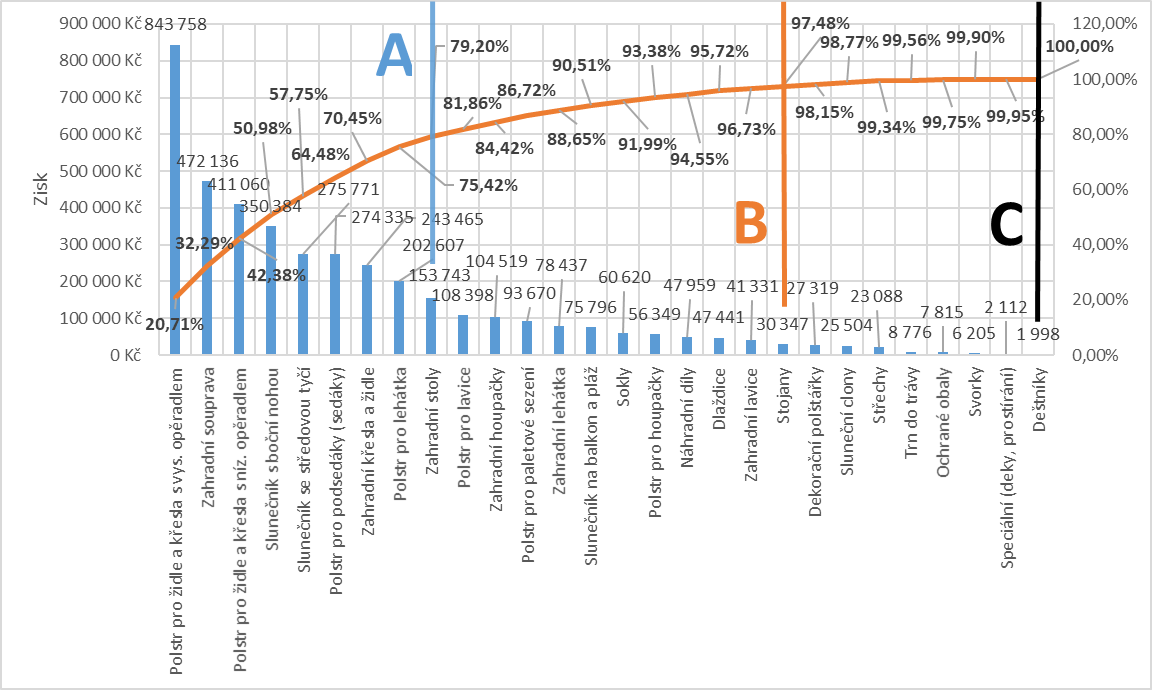 Zisk
900 000 Kč
800 000 Kč
700 000 Kč
600 000 Kč
500 000 Kč
400 000 Kč
300 000 Kč
200 000 Kč
100 000 Kč
0 Kč
120,00%
100,00%
80,00%
60,00%
40,00%
20,00%
0,00%
A
B
C
843 758
472 136
411 060
350 384
275 771
274 335
243 465
202 607
153 743
108 398
104 519
93 670
78 437
75 796
60 620
56 349
47 959
47 441
41 331
30 347
27 319
25 504
23 088
8 776
7 815
6 205
2 112
1 998
20,71%
32,29%
42,38%
50,98%
57,75%
64,48%
70,45%
75,42%
79,20%
81,86%
84,42%
86,72%
88,65%
90,51%
91,99%
93,38%
94,55%
95,72%
96,73%
97,48%
98,15%
98,77%
99,34%
99,56%
99,75%
99,90%
99,95%
100,00%
Polstr pro židle a křesla s vys. opěradlem
Zahradní souprava
Polstr pro židle a křesla s níz. opěradlem
Slunečník s boční nohou
Slunečník se středovou tyčí
Polstr pro podsedáky (sedáky)
Zahradní křesla a židle
Polstr pro lehátka
Zahradní stoly
Polstr pro lavice
Zahradní houpačky
Polstr pro paletové sezení
Zahradní lehátka
Slunečník na balkon a pláž
Sokly
Polstr pro houpačky
Náhradní díly
Dlaždice
Zahradní lavice
Stojany
Dekorační polštářky
Sluneční clony
Střechy
Trn do trávy
Ochrané obaly
Svorky
Speciální (deky, prostírání)
Deštníky